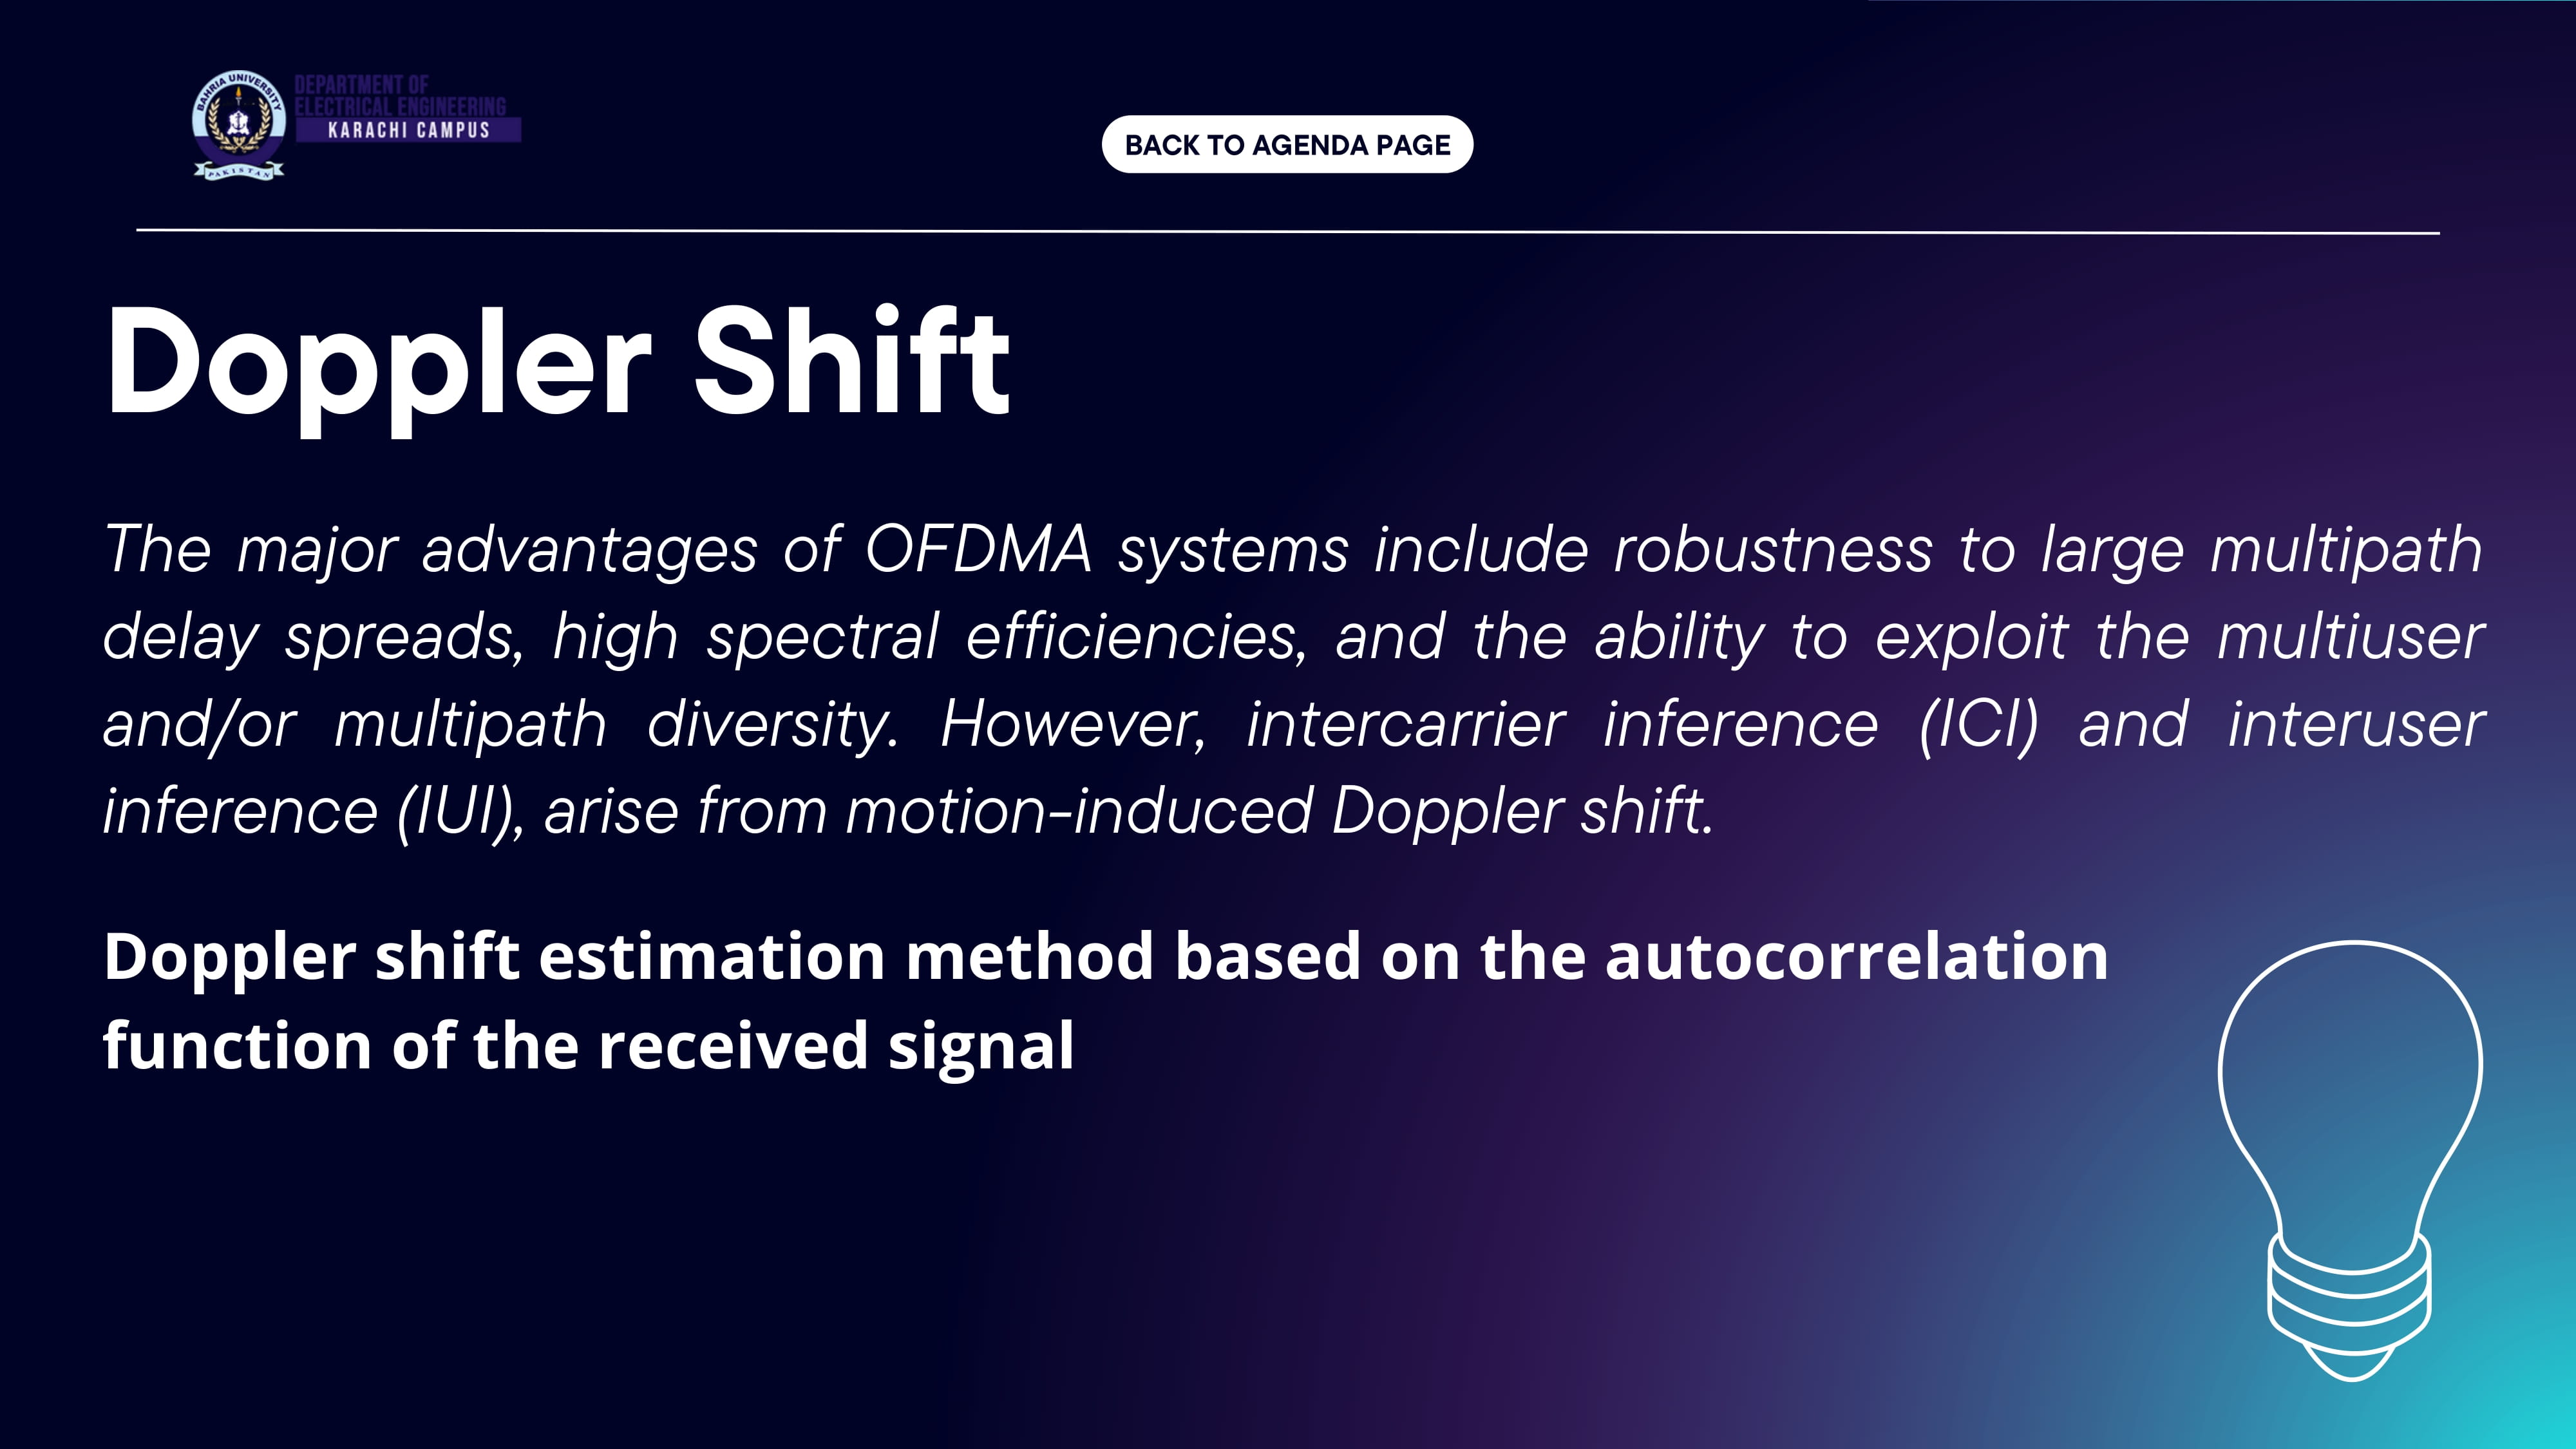 BAHRIA UNIVERSITY
PAKISTAN
DEPARTMENT OF
ELECTRICAL ENGINEERING
KARACHI CAMPUS
BACK TO AGENDA PAGE
Doppler Shift
The major advantages of OFDMA systems include robustness to large multipath
delay spreads, high spectral efficiencies, and the ability to exploit the multiuser
and/or multipath diversity. However, intercarrier inference (ICI) and interuser
inference (IUI), arise from motion-induced Doppler shift.
Doppler shift estimation method based on the autocorrelation
function of the received signal